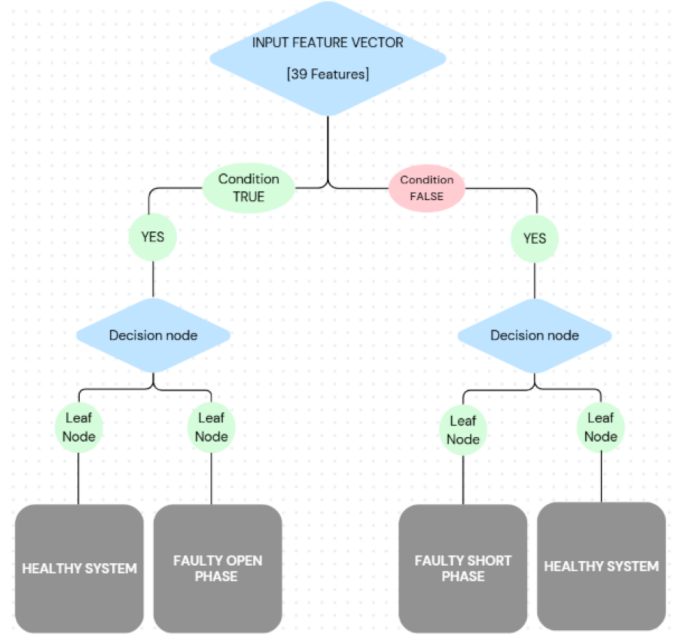 INPUT FEATURE VECTOR
[39 Features]
Condition
TRUE
Condition
FALSE
YES
YES
Decision node
Decision node
Leaf
Node
Leaf
Node
Leaf
Node
Leaf
Node
HEALTHY SYSTEM
FAULTY OPEN
PHASE
FAULTY SHORT
PHASE
HEALTHY SYSTEM